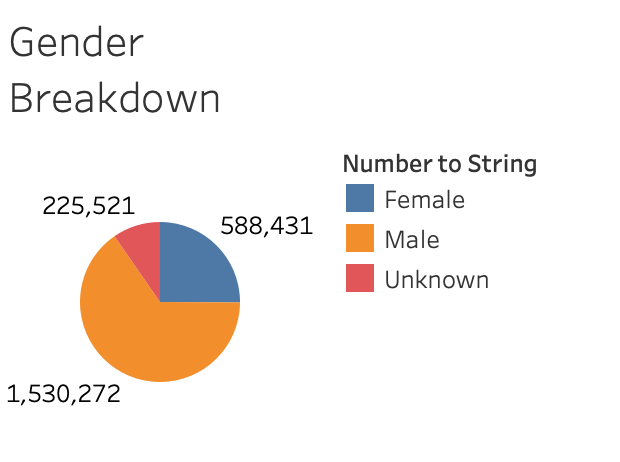 Gender
Breakdown
Number to String
Female
Male
Unknown
225,521
588,431
1,530,272